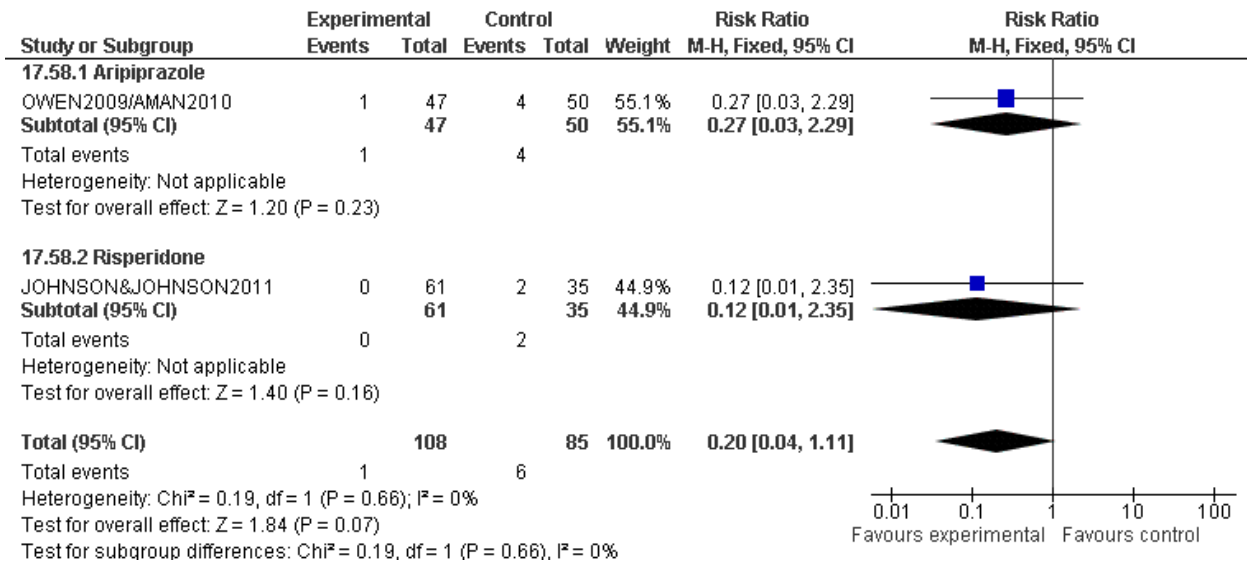 Experimental Control Risk Ratio Risk Ratio
Study or Subgroup Events Total Events Total Weight M-H, Fixed, 95% CI M-H, Fixed, 95% CI
17.58.1 Aripiprazole
OWEN2009/AMAN2010 1 47 4 50 55.1% 0.27 [0.03, 2.29]
Subtotal (95% CI) 47 50 55.1% 0.27 [0.03, 2.29]
Total events 1 4
Heterogeneity: Not applicable
Test for overall effect: Z = 1.20 (P = 0.23)
17.58.2 Risperidone
JOHNSON&JOHNSON2011 0 61 2 35 44.9% 0.12 [0.01, 2.35]
Subtotal (95% CI) 61 35 44.9% 0.12 [0.01, 2.35]
Total events 0 2
Heterogeneity: Not applicable
Test for overall effect: Z = 1.40 (P = 0.16)
Total (95% CI) 108 85 100.0% 0.20 [0.04, 1.11]
Total events 1 6
Heterogeneity: Chi² = 0.19, df = 1 (P = 0.66); I² = 0%
Test for overall effect: Z = 1.84 (P = 0.07)
Test for subgroup differences: Chi² = 0.19, df = 1 (P = 0.66), I² = 0%
0.01 0.1 1 10 100
Favours experimental Favours control